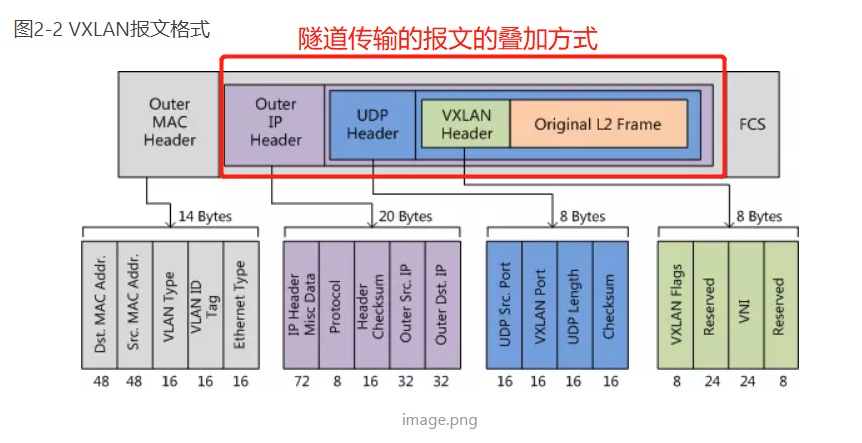 图2-2 VXLAN报文格式
隧道传输的报文的叠加方式
Outer
MAC
Header
Outer
IP
Header
UDP
Header
VXLAN
Header
Original L2 Frame
FCS
14 Bytes
20 Bytes
8 Bytes
8 Bytes
Dst. MAC Addr.
Src. MAC Addr.
VLAN Type
VLAN ID
Tag
Ethernet Type
IP Header
Misc Data
Protocol
Header
Checksum
Outer Src. IP
Outer Dst. IP
UDP Src. Port
VXLAN Port
UDP Length
Checksum
VXLAN Flags
Reserved
VNI
Reserved
48 48 16 16 16
72 8 16 32 32
16 16 16 16
8 24 24 8
image.png